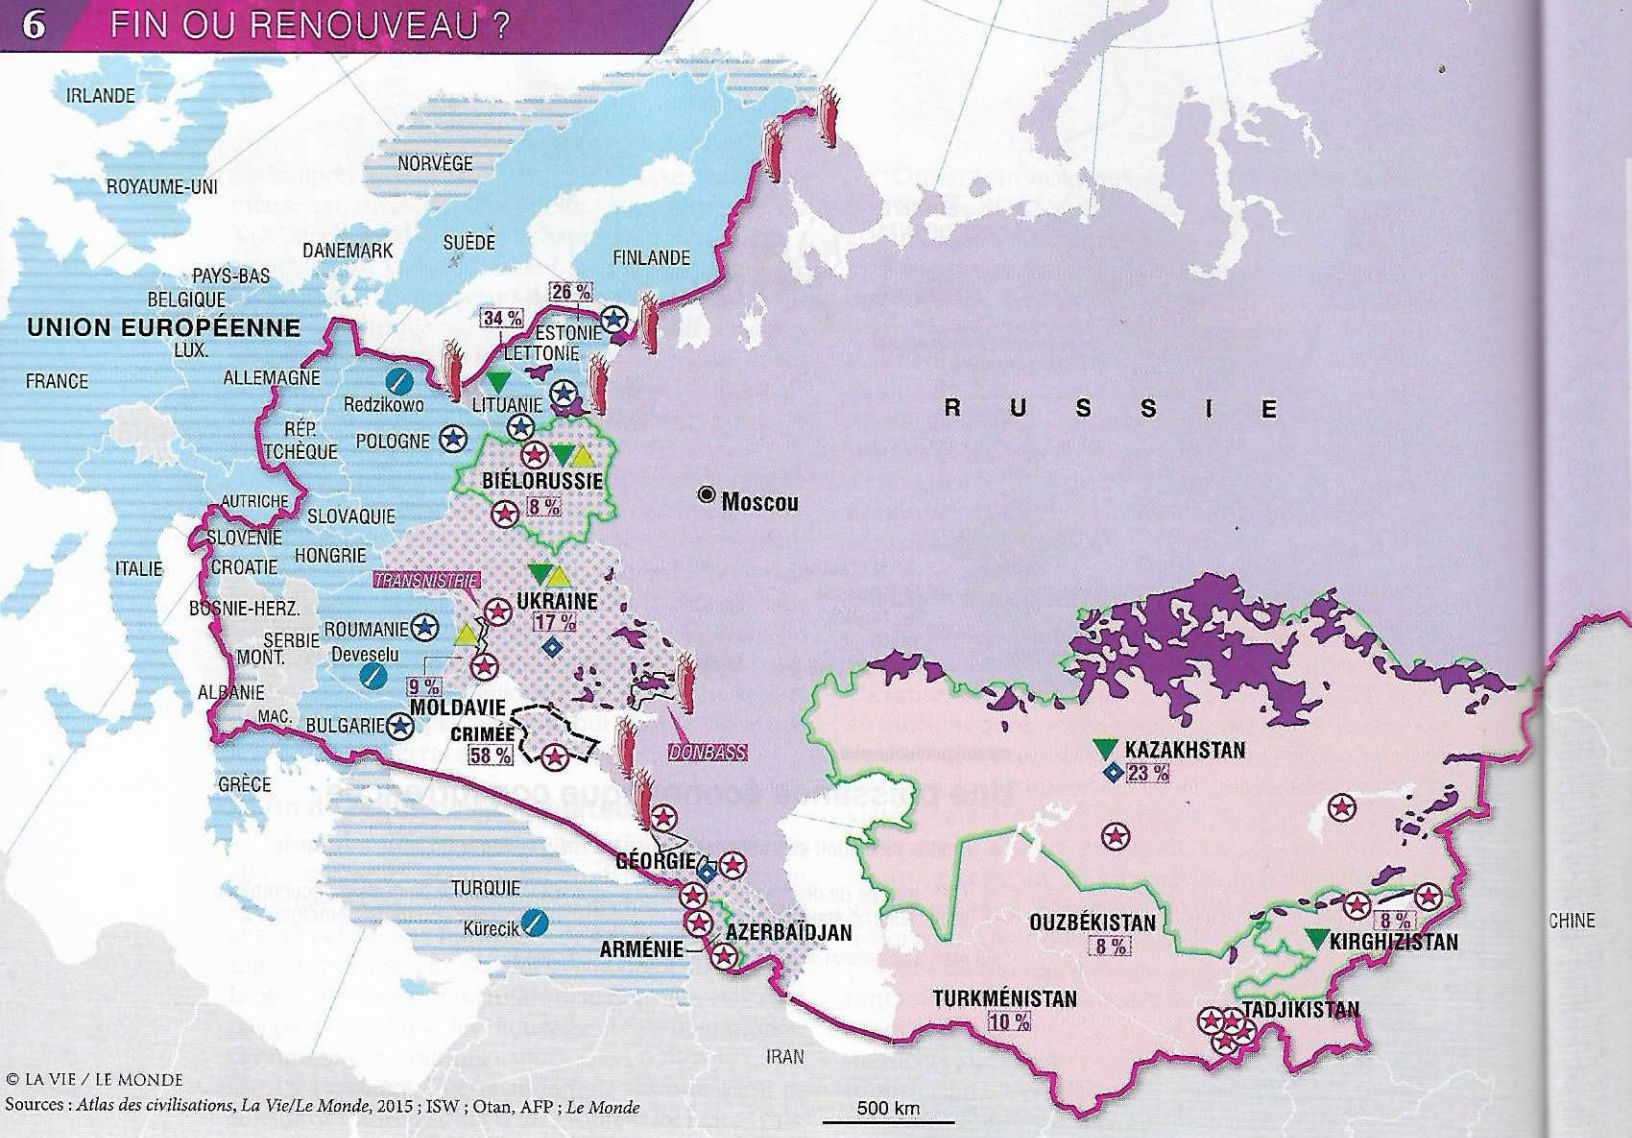 6 FIN OU RENOUVEAU ?
IRLANDE
NORVÈGE
ROYAUME-UNI
SUÈDE
DANEMARK
FINLANDE
PAYS-BAS
BELGIQUE
26 %
UNION EUROPÉENNE
34 %
ESTONIE
LUX.
LETTONIE
FRANCE
ALLEMAGNE
Redzikowo
LITUANIE
R U S S I E
RÉP.
TCHÈQUE
POLOGNE
BIÉLORUSSIE
8 %
Moscou
AUTRICHE
SLOVAQUIE
SLOVÉNIE
HONGRIE
ITALIE
CROATIE
TRANSNISTRIE
UKRAINE
17 %
BOSNIE-HERZ.
ROUMANIE
SERBIE
Deveselu
MONT.
9 %
ALBANIE
MOLDAVIE
MAC.
BULGARIE
CRIMÉE
58 %
DONBASS
KAZAKHSTAN
23 %
GRÈCE
GÉORGIE
TURQUIE
Kürecik
ARMÉNIE
AZERBAÏDJAN
OUZBÉKISTAN
8 %
8 %
KIRGHIZISTAN
CHINE
TURKMÉNISTAN
10 %
TADJIKISTAN
IRAN
© LA VIE / LE MONDE
Sources : Atlas des civilisations, La Vie/Le Monde, 2015 ; ISW ; Otan, AFP ; Le Monde
500 km